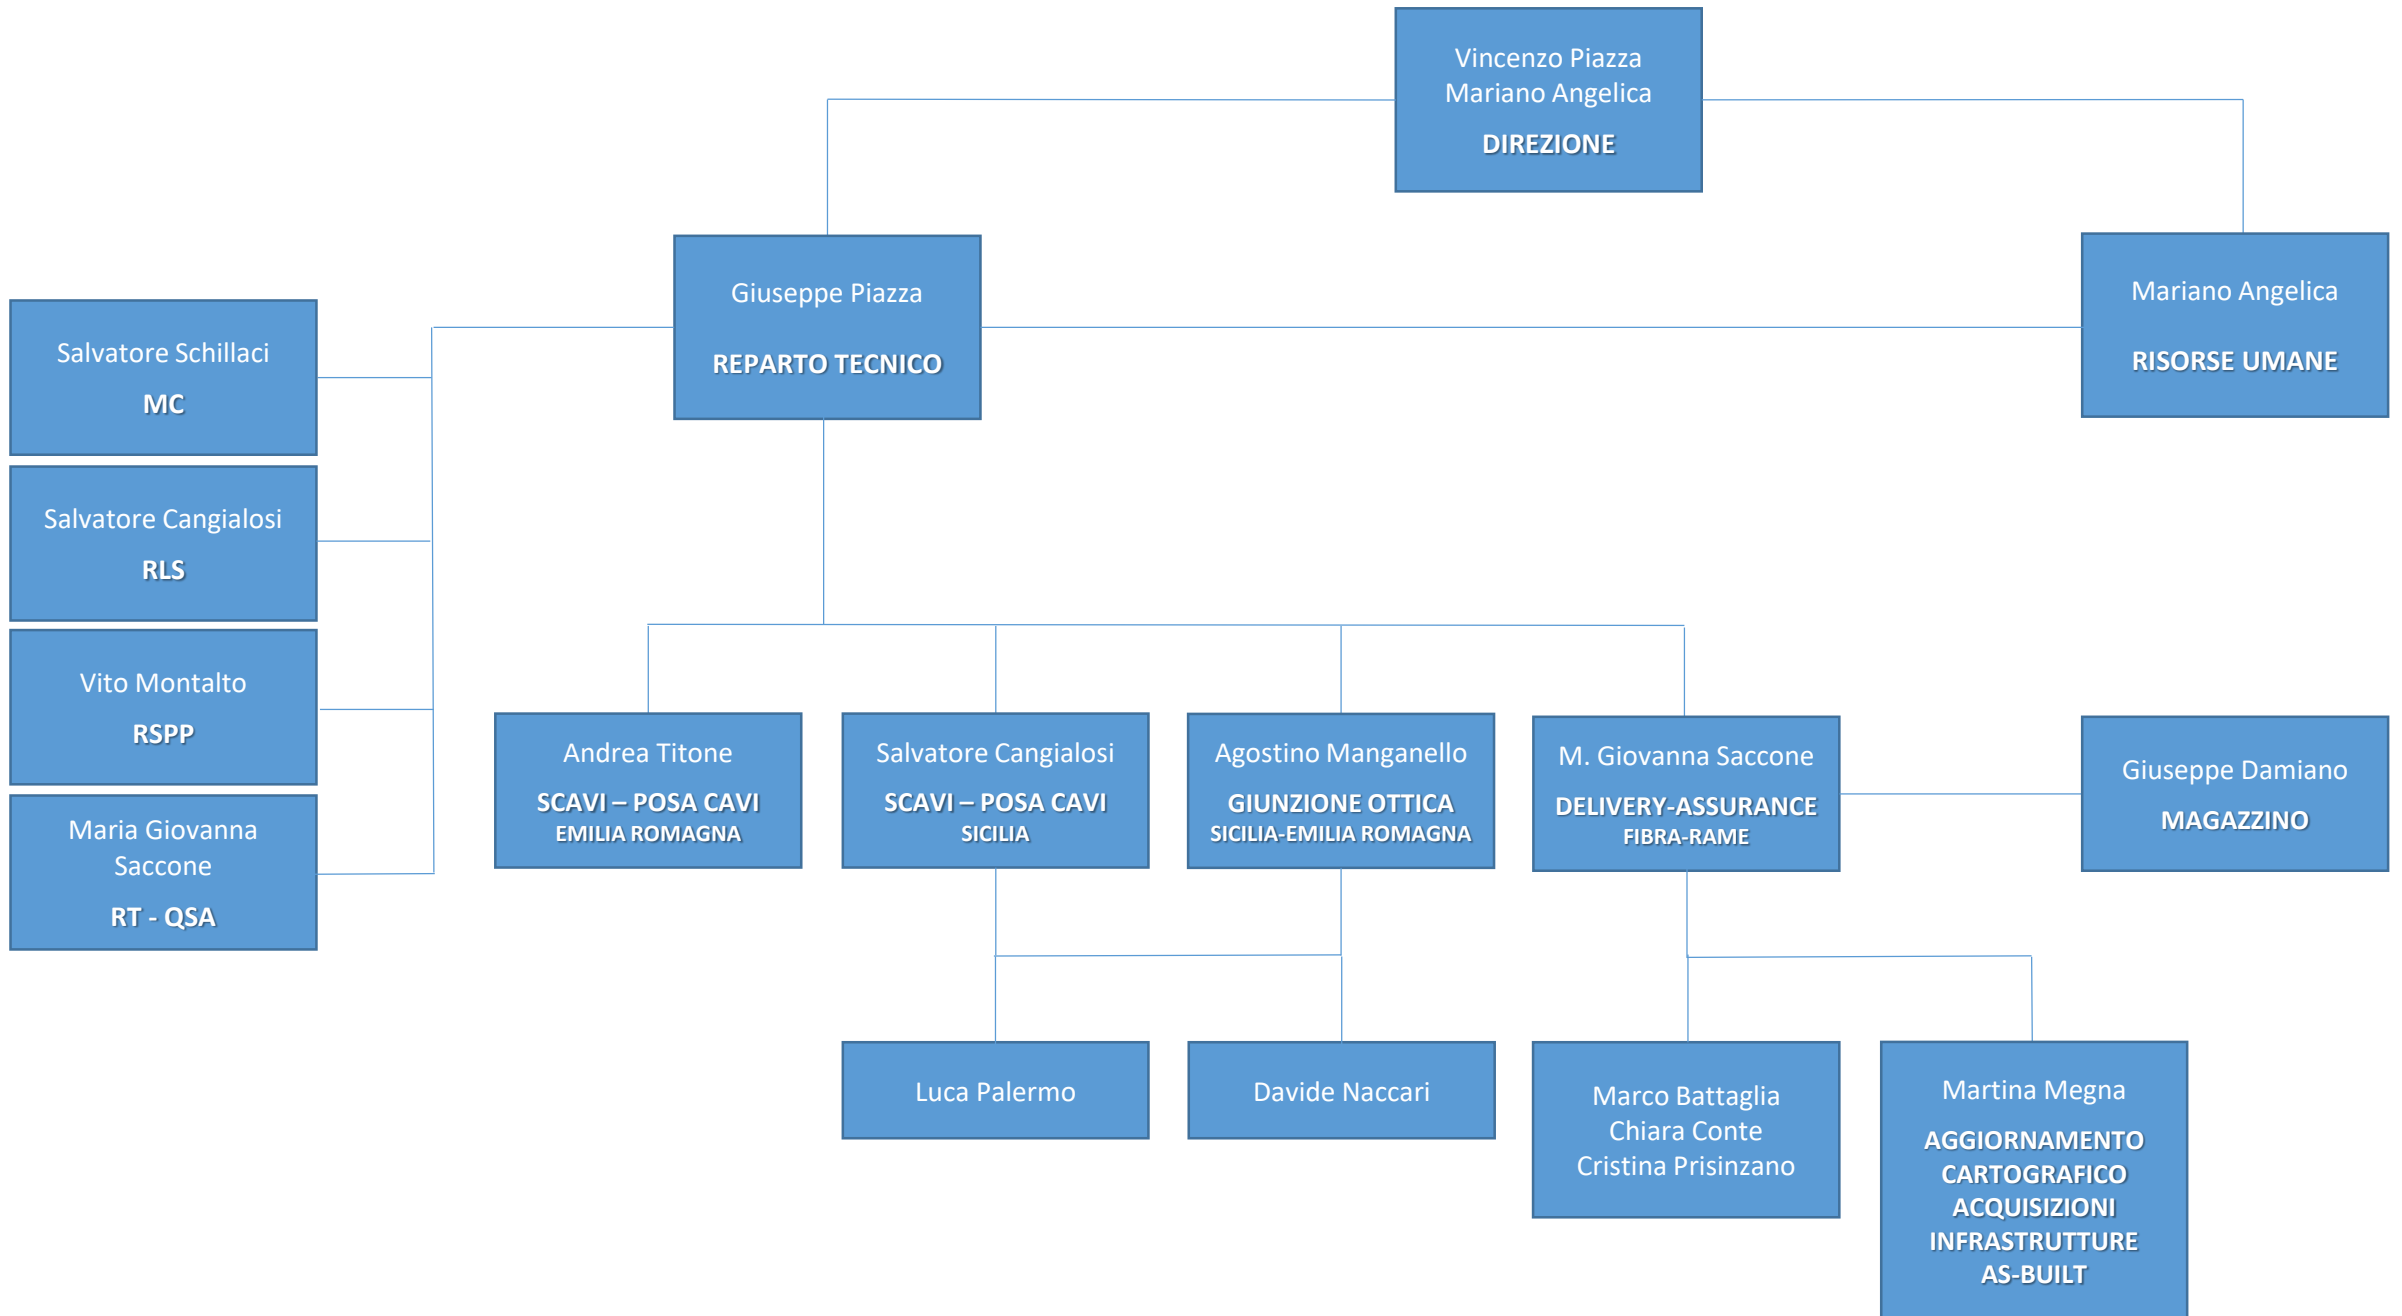 Vincenzo Piazza
Mariano Angelica
DIREZIONE
Giuseppe Piazza
REPARTO TECNICO
Mariano Angelica
RISORSE UMANE
Salvatore Schillaci
MC
Salvatore Cangialosi
RLS
Vito Montalto
RSPP
Maria Giovanna
Saccone
RT - QSA
Andrea Titone
SCAVI – POSA CAVI
EMILIA ROMAGNA
Salvatore Cangialosi
SCAVI – POSA CAVI
SICILIA
Agostino Manganello
GIUNZIONE OTTICA
SICILIA-EMILIA ROMAGNA
M. Giovanna Saccone
DELIVERY-ASSURANCE
FIBRA-RAME
Giuseppe Damiano
MAGAZZINO
Luca Palermo
Davide Naccari
Marco Battaglia
Chiara Conte
Cristina Prisinzano
Martina Megna
AGGIORNAMENTO
CARTOGRAFICO
ACQUISIZIONI
INFRASTRUTTURE
AS-BUILT